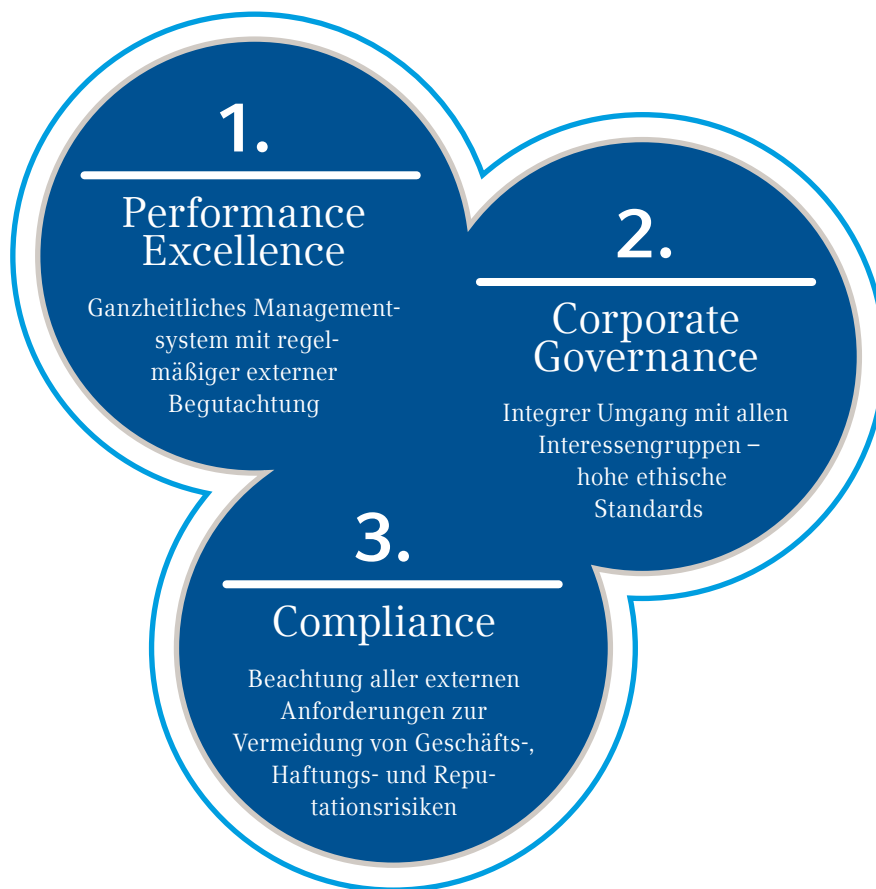 1.
Performance
Excellence
Ganzheitliches Management-
system mit regel-
mäßiger externer
Begutachtung
2.
Corporate
Governance
Integrer Umgang mit allen
Interessengruppen –
hohe ethische
Standards
3.
Compliance
Beachtung aller externen
Anforderungen zur
Vermeidung von Geschäfts-,
Haftungs- und Repu-
tationsrisiken